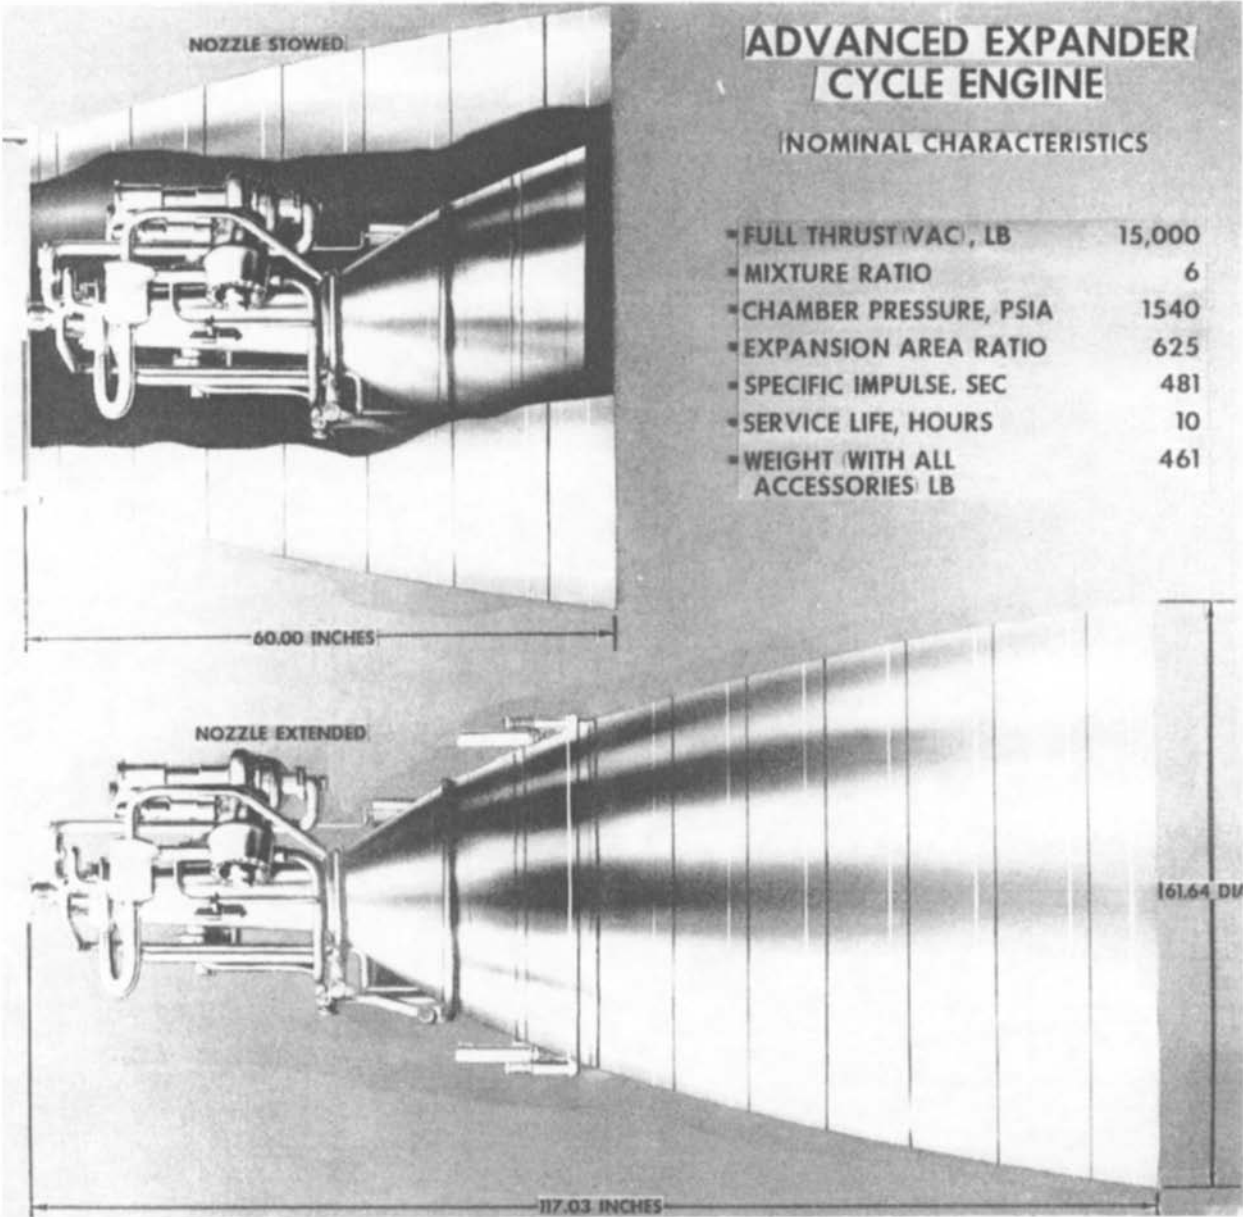 NOZZLE STOWED
ADVANCED EXPANDER
CYCLE ENGINE
NOMINAL CHARACTERISTICS
FULL THRUST (VAC), LB 15,000
MIXTURE RATIO 6
CHAMBER PRESSURE, PSIA 1540
EXPANSION AREA RATIO 625
SPECIFIC IMPULSE. SEC 481
SERVICE LIFE, HOURS 10
WEIGHT (WITH ALL 461
ACCESSORIES) LB
60.00 INCHES
NOZZLE EXTENDED
61.64 DIA
117.03 INCHES